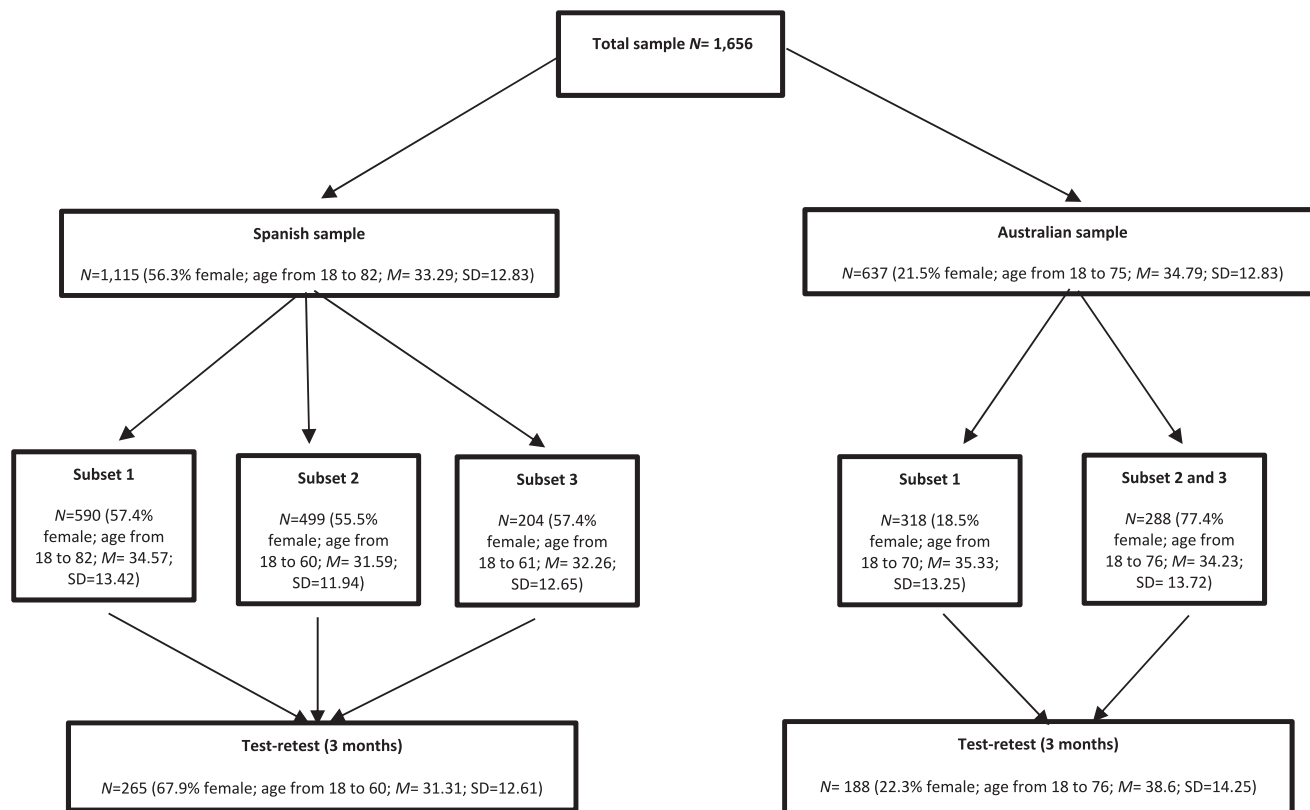 Total sample N= 1,656
Spanish sample
N=1,115 (56.3% female; age from 18 to 82; M= 33.29; SD=12.83)
Australian sample
N=637 (21.5% female; age from 18 to 75; M= 34.79; SD=12.83)
Subset 1
N=590 (57.4%
female; age from
18 to 82; M= 34.57;
SD=13.42)
Subset 2
N=499 (55.5%
female; age from
18 to 60; M= 31.59;
SD=11.94)
Subset 3
N=204 (57.4%
female; age from
18 to 61; M= 32.26;
SD=12.65)
Subset 1
N=318 (18.5%
female; age from
18 to 70; M= 35.33;
SD=13.25)
Subset 2 and 3
N=288 (77.4%
female; age from
18 to 76; M= 34.23;
SD= 13.72)
Test-retest (3 months)
N=265 (67.9% female; age from 18 to 60; M= 31.31; SD=12.61)
Test-retest (3 months)
N= 188 (22.3% female; age from 18 to 76; M= 38.6; SD=14.25)